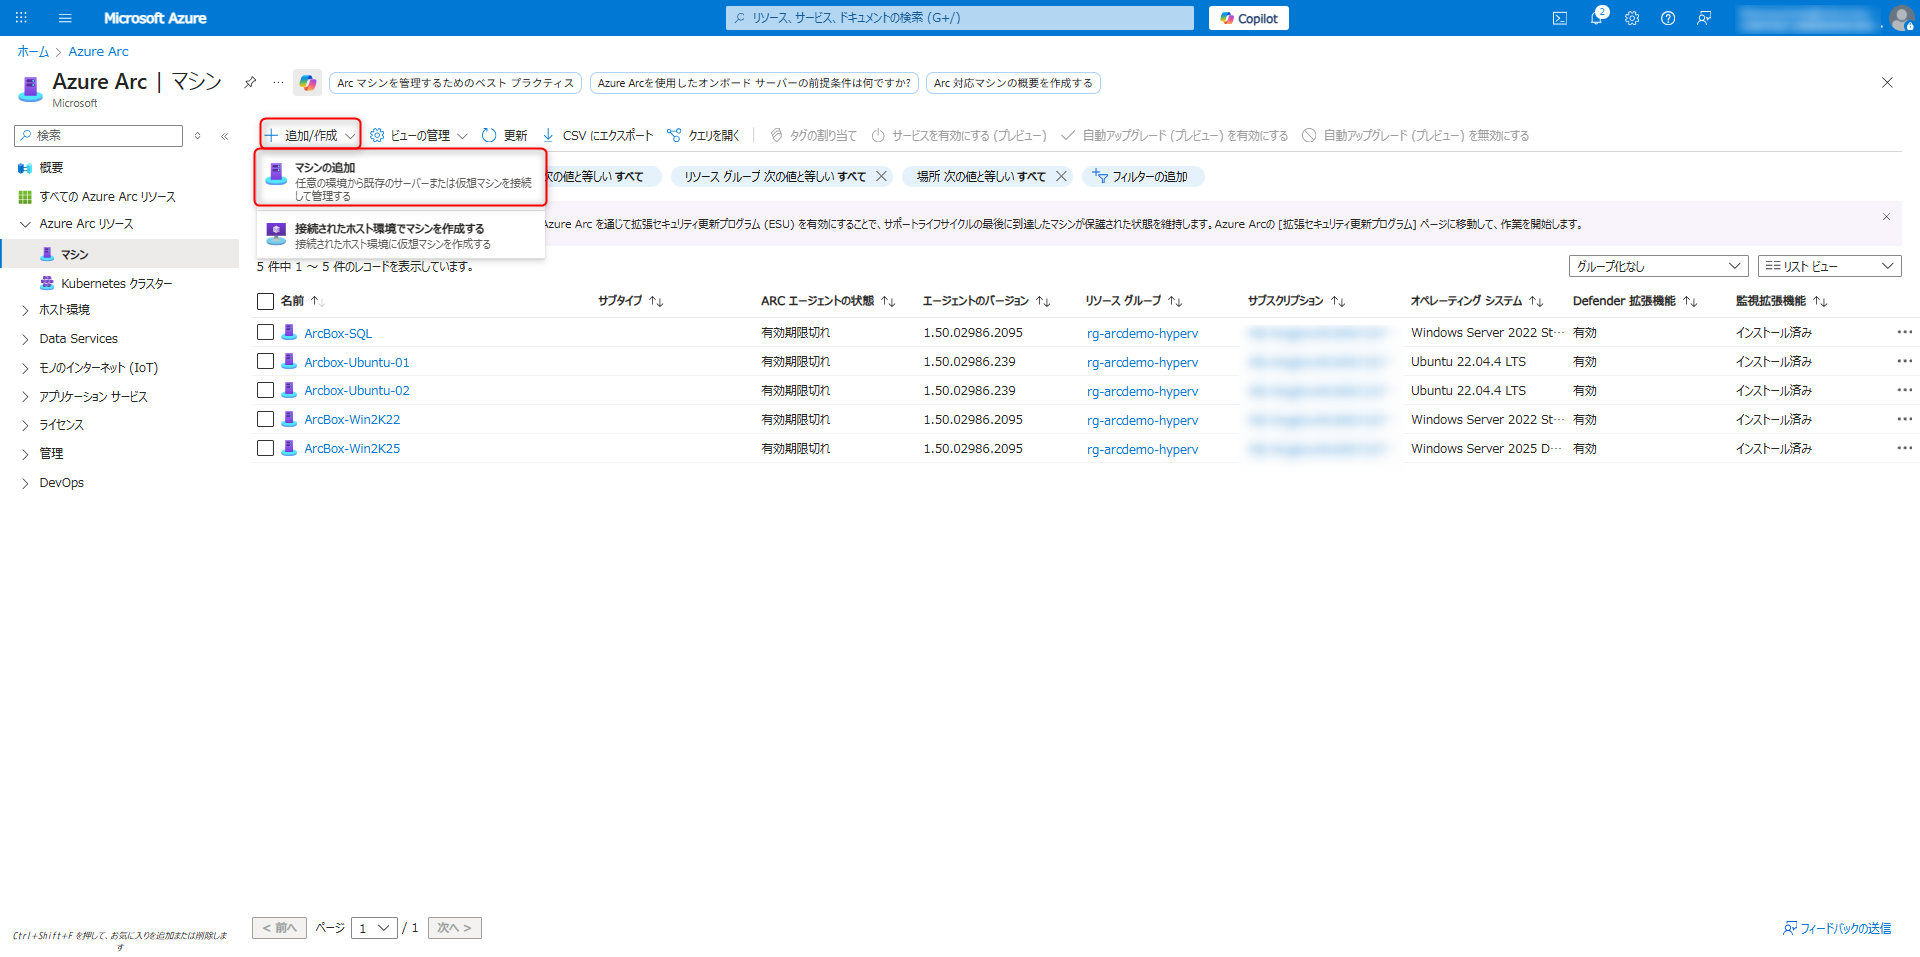 Microsoft Azure
リソース、サービス、ドキュメントの検索 (G+/)
Copilot
2
ホーム > Azure Arc
Azure Arc | マシン
Microsoft
Arc マシンを管理するためのベスト プラクティス
Azure Arcを使用したオンボード サーバーの前提条件は何ですか?
Arc 対応マシンの概要を作成する
検索
追加/作成
ビューの管理
更新
CSV にエクスポート
クエリを開く
タグの割り当て
サービスを有効にする (プレビュー)
自動アップグレード (プレビュー) を有効にする
自動アップグレード (プレビュー) を無効にする
概要
すべての Azure Arc リソース
Azure Arc リソース
マシン
Kubernetes クラスター
ホスト環境
Data Services
モノのインターネット (IoT)
アプリケーション サービス
ライセンス
管理
DevOps
マシンの追加
任意の環境から既存のサーバーまたは仮想マシンを接続
して管理する
接続されたホスト環境でマシンを作成する
接続されたホスト環境に仮想マシンを作成する
次の値と等しい すべて
リソース グループ 次の値と等しい すべて
場所 次の値と等しい すべて
フィルターの追加
Azure Arc を通じて拡張セキュリティ更新プログラム (ESU) を有効にすることで、サポートライフサイクルの最後に到達したマシンが保護された状態を維持します。Azure Arcの [拡張セキュリティ更新プログラム] ページに移動して、作業を開始します。
5 件中 1 ～ 5 件のレコードを表示しています。
グループ化なし
リスト ビュー
名前 サブタイプ ARC エージェントの状態 エージェントのバージョン リソース グループ サブスクリプション オペレーティング システム Defender 拡張機能 監視拡張機能
ArcBox-SQL 有効期限切れ 1.50.02986.2095 rg-arcdemo-hyperv Windows Server 2022 St… 有効 インストール済み
Arcbox-Ubuntu-01 有効期限切れ 1.50.02986.239 rg-arcdemo-hyperv Ubuntu 22.04.4 LTS 有効 インストール済み
Arcbox-Ubuntu-02 有効期限切れ 1.50.02986.239 rg-arcdemo-hyperv Ubuntu 22.04.4 LTS 有効 インストール済み
ArcBox-Win2K22 有効期限切れ 1.50.02986.2095 rg-arcdemo-hyperv Windows Server 2022 St… 有効 インストール済み
ArcBox-Win2K25 有効期限切れ 1.50.02986.2095 rg-arcdemo-hyperv Windows Server 2025 D… 有効 インストール済み
Ctrl+Shift+F を押して、お気に入りを追加または削除しま
す
< 前へ ページ 1 / 1 次へ >
フィードバックの送信